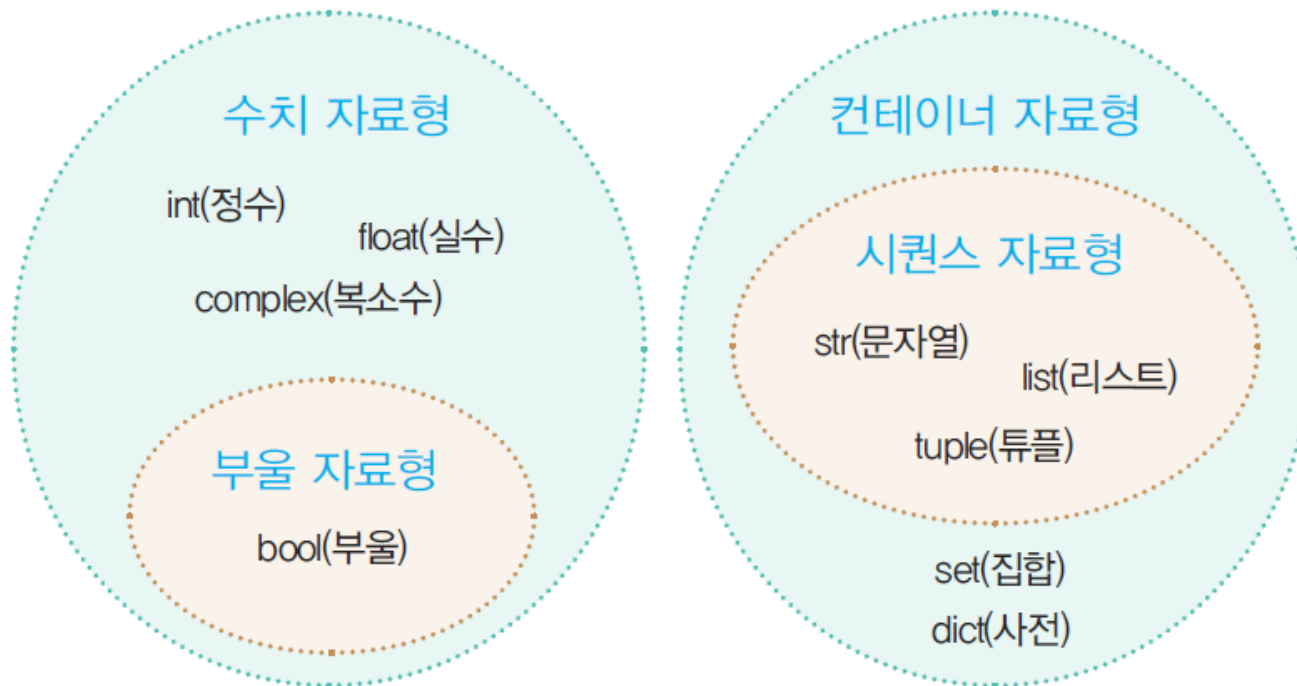 수치 자료형
int(정수)
float(실수)
complex(복소수)
부울 자료형
bool(부울)
컨테이너 자료형
시퀀스 자료형
str(문자열)
list(리스트)
tuple(튜플)
set(집합)
dict(사전)